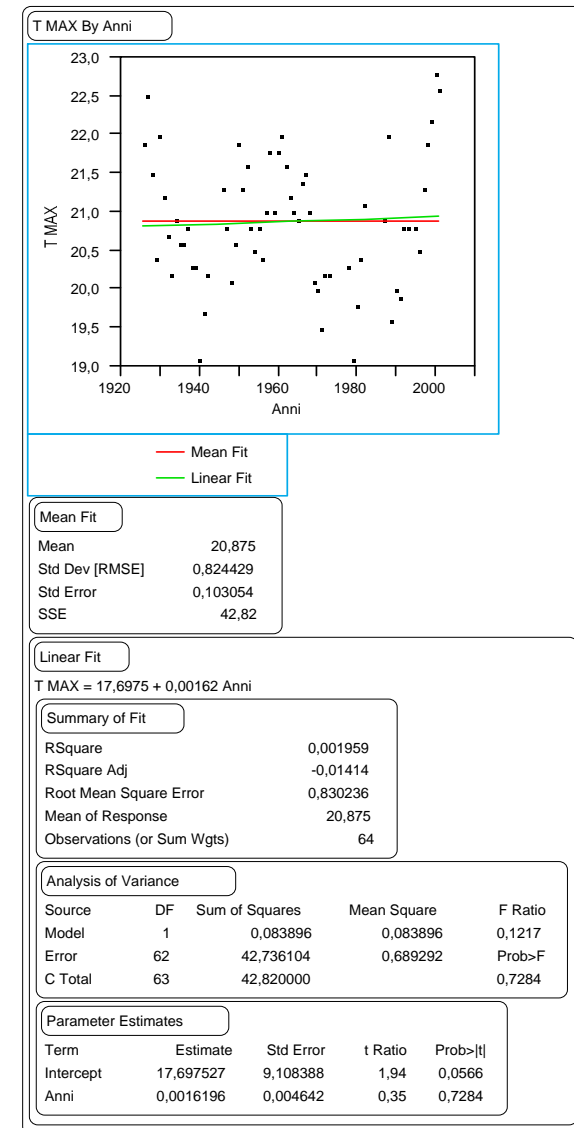 T MAX By Anni
23,0
22,5
22,0
21,5
21,0
20,5
20,0
19,5
19,0
T MAX
1920 1940 1960 1980 2000
Anni
Mean Fit
Linear Fit
Mean Fit
Mean 20,875
Std Dev [RMSE] 0,824429
Std Error 0,103054
SSE 42,82
Linear Fit
T MAX = 17,6975 + 0,00162 Anni
Summary of Fit
RSquare 0,001959
RSquare Adj -0,01414
Root Mean Square Error 0,830236
Mean of Response 20,875
Observations (or Sum Wgts) 64
Analysis of Variance
Source DF Sum of Squares Mean Square F Ratio
Model 1 0,083896 0,083896 0,1217
Error 62 42,736104 0,689292 Prob>F
C Total 63 42,820000 0,7284
Parameter Estimates
Term Estimate Std Error t Ratio Prob>|t|
Intercept 17,697527 9,108388 1,94 0,0566
Anni 0,0016196 0,004642 0,35 0,7284